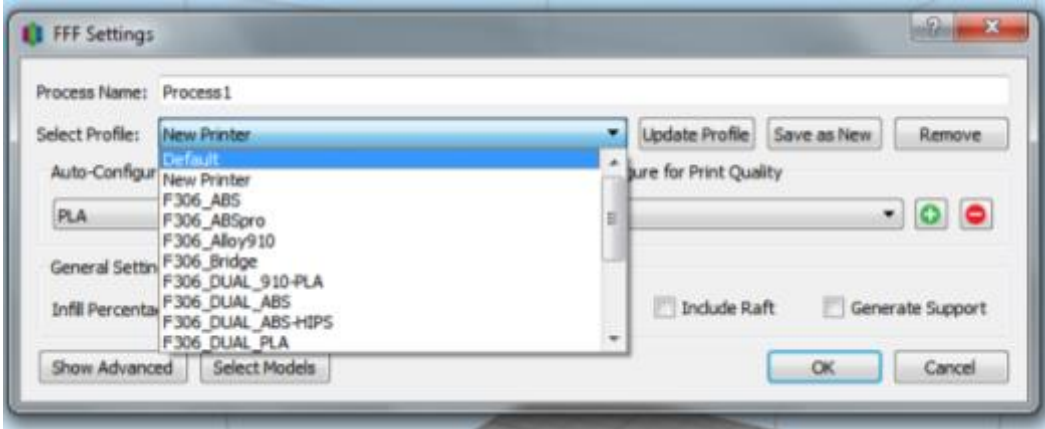 FFF Settings
Process Name: Process1
Select Profile: New Printer Update Profile Save as New Remove
Default
New Printer
F306_ABS
F306_ABSpro
F306_Alloy910
F306_Bridge
F306_DUAL_910-PLA
F306_DUAL_ABS
F306_DUAL_ABS-HIPS
F306_DUAL_PLA
Auto-Configur
gure for Print Quality
PLA
General Settin
Infill Percenta
Include Raft Generate Support
Show Advanced Select Models OK Cancel